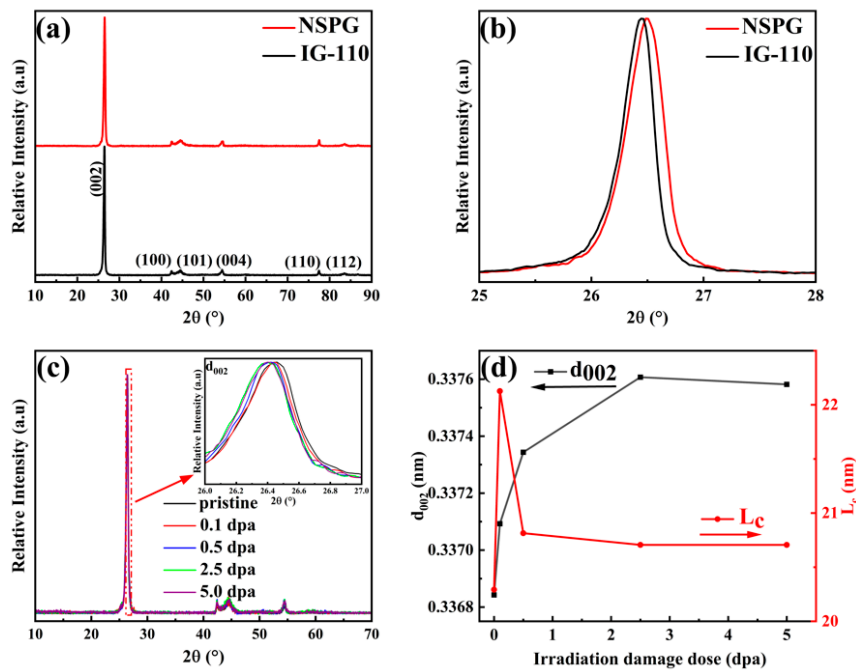 (a)
NSPG
IG-110
Relative Intensity (a.u)
(002)
(100) (101) (004) (110) (112)
10 20 30 40 50 60 70 80 90
2θ (°)
(b)
NSPG
IG-110
Relative Intensity (a.u)
25 26 27 28
2θ (°)
(c)
Relative Intensity (a.u)
d002
Relative Intensity (a.u)
26.0 26.2 26.4 26.6 26.8 27.0
2θ (°)
pristine
0.1 dpa
0.5 dpa
2.5 dpa
5.0 dpa
10 20 30 40 50 60 70
2θ (°)
(d)
d002
Lc
d002 (nm)
0.3376
0.3374
0.3372
0.3370
0.3368
Lc (nm)
22
21
20
0 1 2 3 4 5
Irradiation damage dose (dpa)